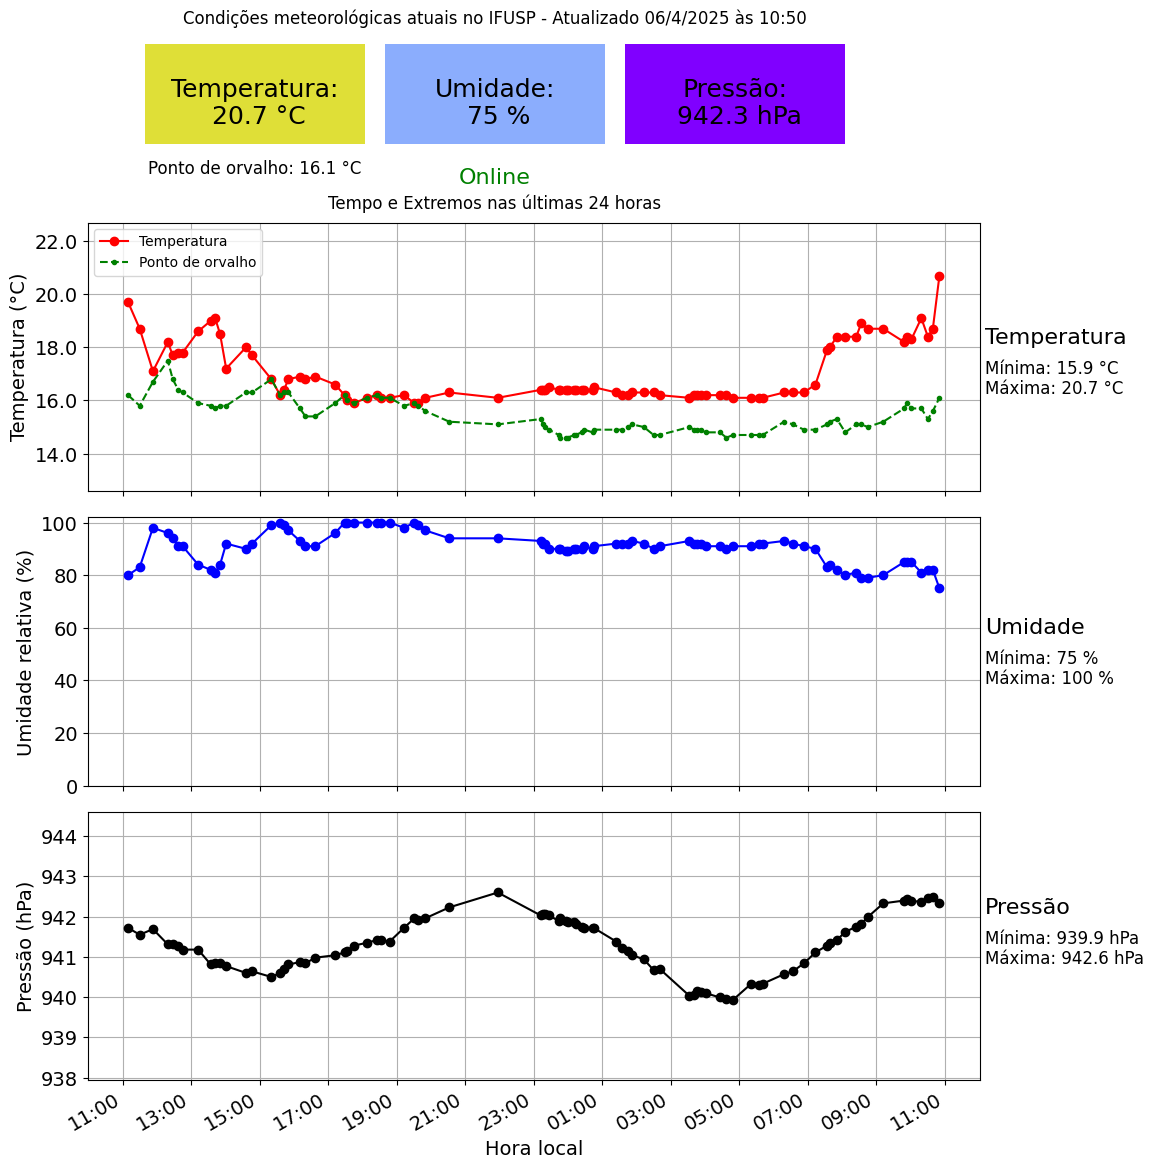 Condições meteorológicas atuais no IFUSP - Atualizado 06/4/2025 às 10:50
Temperatura:
20.7 °C
Umidade:
75 %
Pressão:
942.3 hPa
Ponto de orvalho: 16.1 °C
Online
Tempo e Extremos nas últimas 24 horas
Temperatura (°C)
22.0
20.0
18.0
16.0
14.0
Temperatura
Ponto de orvalho
Temperatura
Mínima: 15.9 °C
Máxima: 20.7 °C
Umidade relativa (%)
100
80
60
40
20
0
Umidade
Mínima: 75 %
Máxima: 100 %
Pressão (hPa)
944
943
942
941
940
939
938
Pressão
Mínima: 939.9 hPa
Máxima: 942.6 hPa
11:00
13:00
15:00
17:00
19:00
21:00
23:00
01:00
03:00
05:00
07:00
09:00
11:00
Hora local